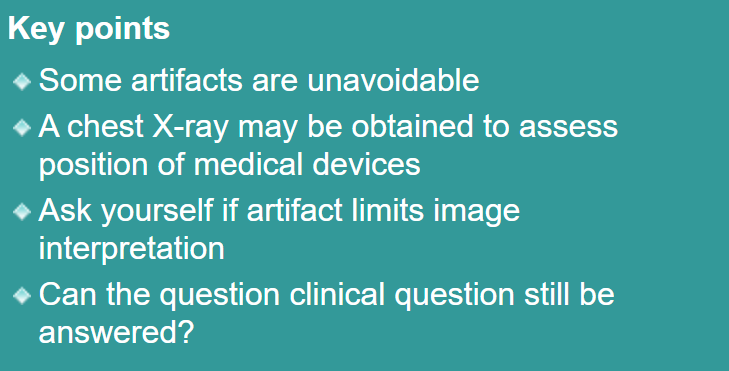 Key points
Some artifacts are unavoidable
A chest X-ray may be obtained to assess
position of medical devices
Ask yourself if artifact limits image
interpretation
Can the question clinical question still be
answered?